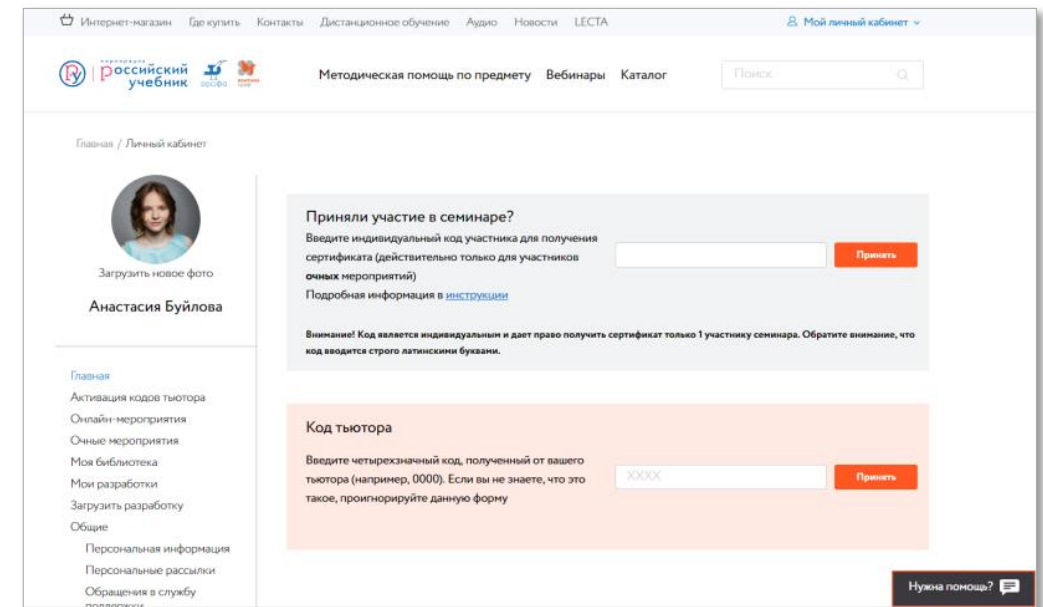 Интернет-магазин Где купить Контакты Дистанционное обучение Аудио Новости LECTA Мой личный кабинет
корпорация
российский
учебник
Методическая помощь по предмету Вебинары Каталог Поиск
Главная / Личный кабинет
Загрузить новое фото
Анастасия Буйлова
Главная
Активация кодов тьютора
Онлайн-мероприятия
Очные мероприятия
Моя библиотека
Мои разработки
Загрузить разработку
Общие
Персональная информация
Персональные рассылки
Обращения в службу
поддержки
Приняли участие в семинаре?
Введите индивидуальный код участника для получения
сертификата (действительно только для участников
очных мероприятий)
Подробная информация в инструкции
Принять
Внимание! Код является индивидуальным и дает право получить сертификат только 1 участнику семинара. Обратите внимание, что
код вводится строго латинскими буквами.
Код тьютора
Введите четырехзначный код, полученный от вашего
тьютора (например, 0000). Если вы не знаете, что это
такое, проигнорируйте данную форму
XXXX
Принять
Нужна помощь?